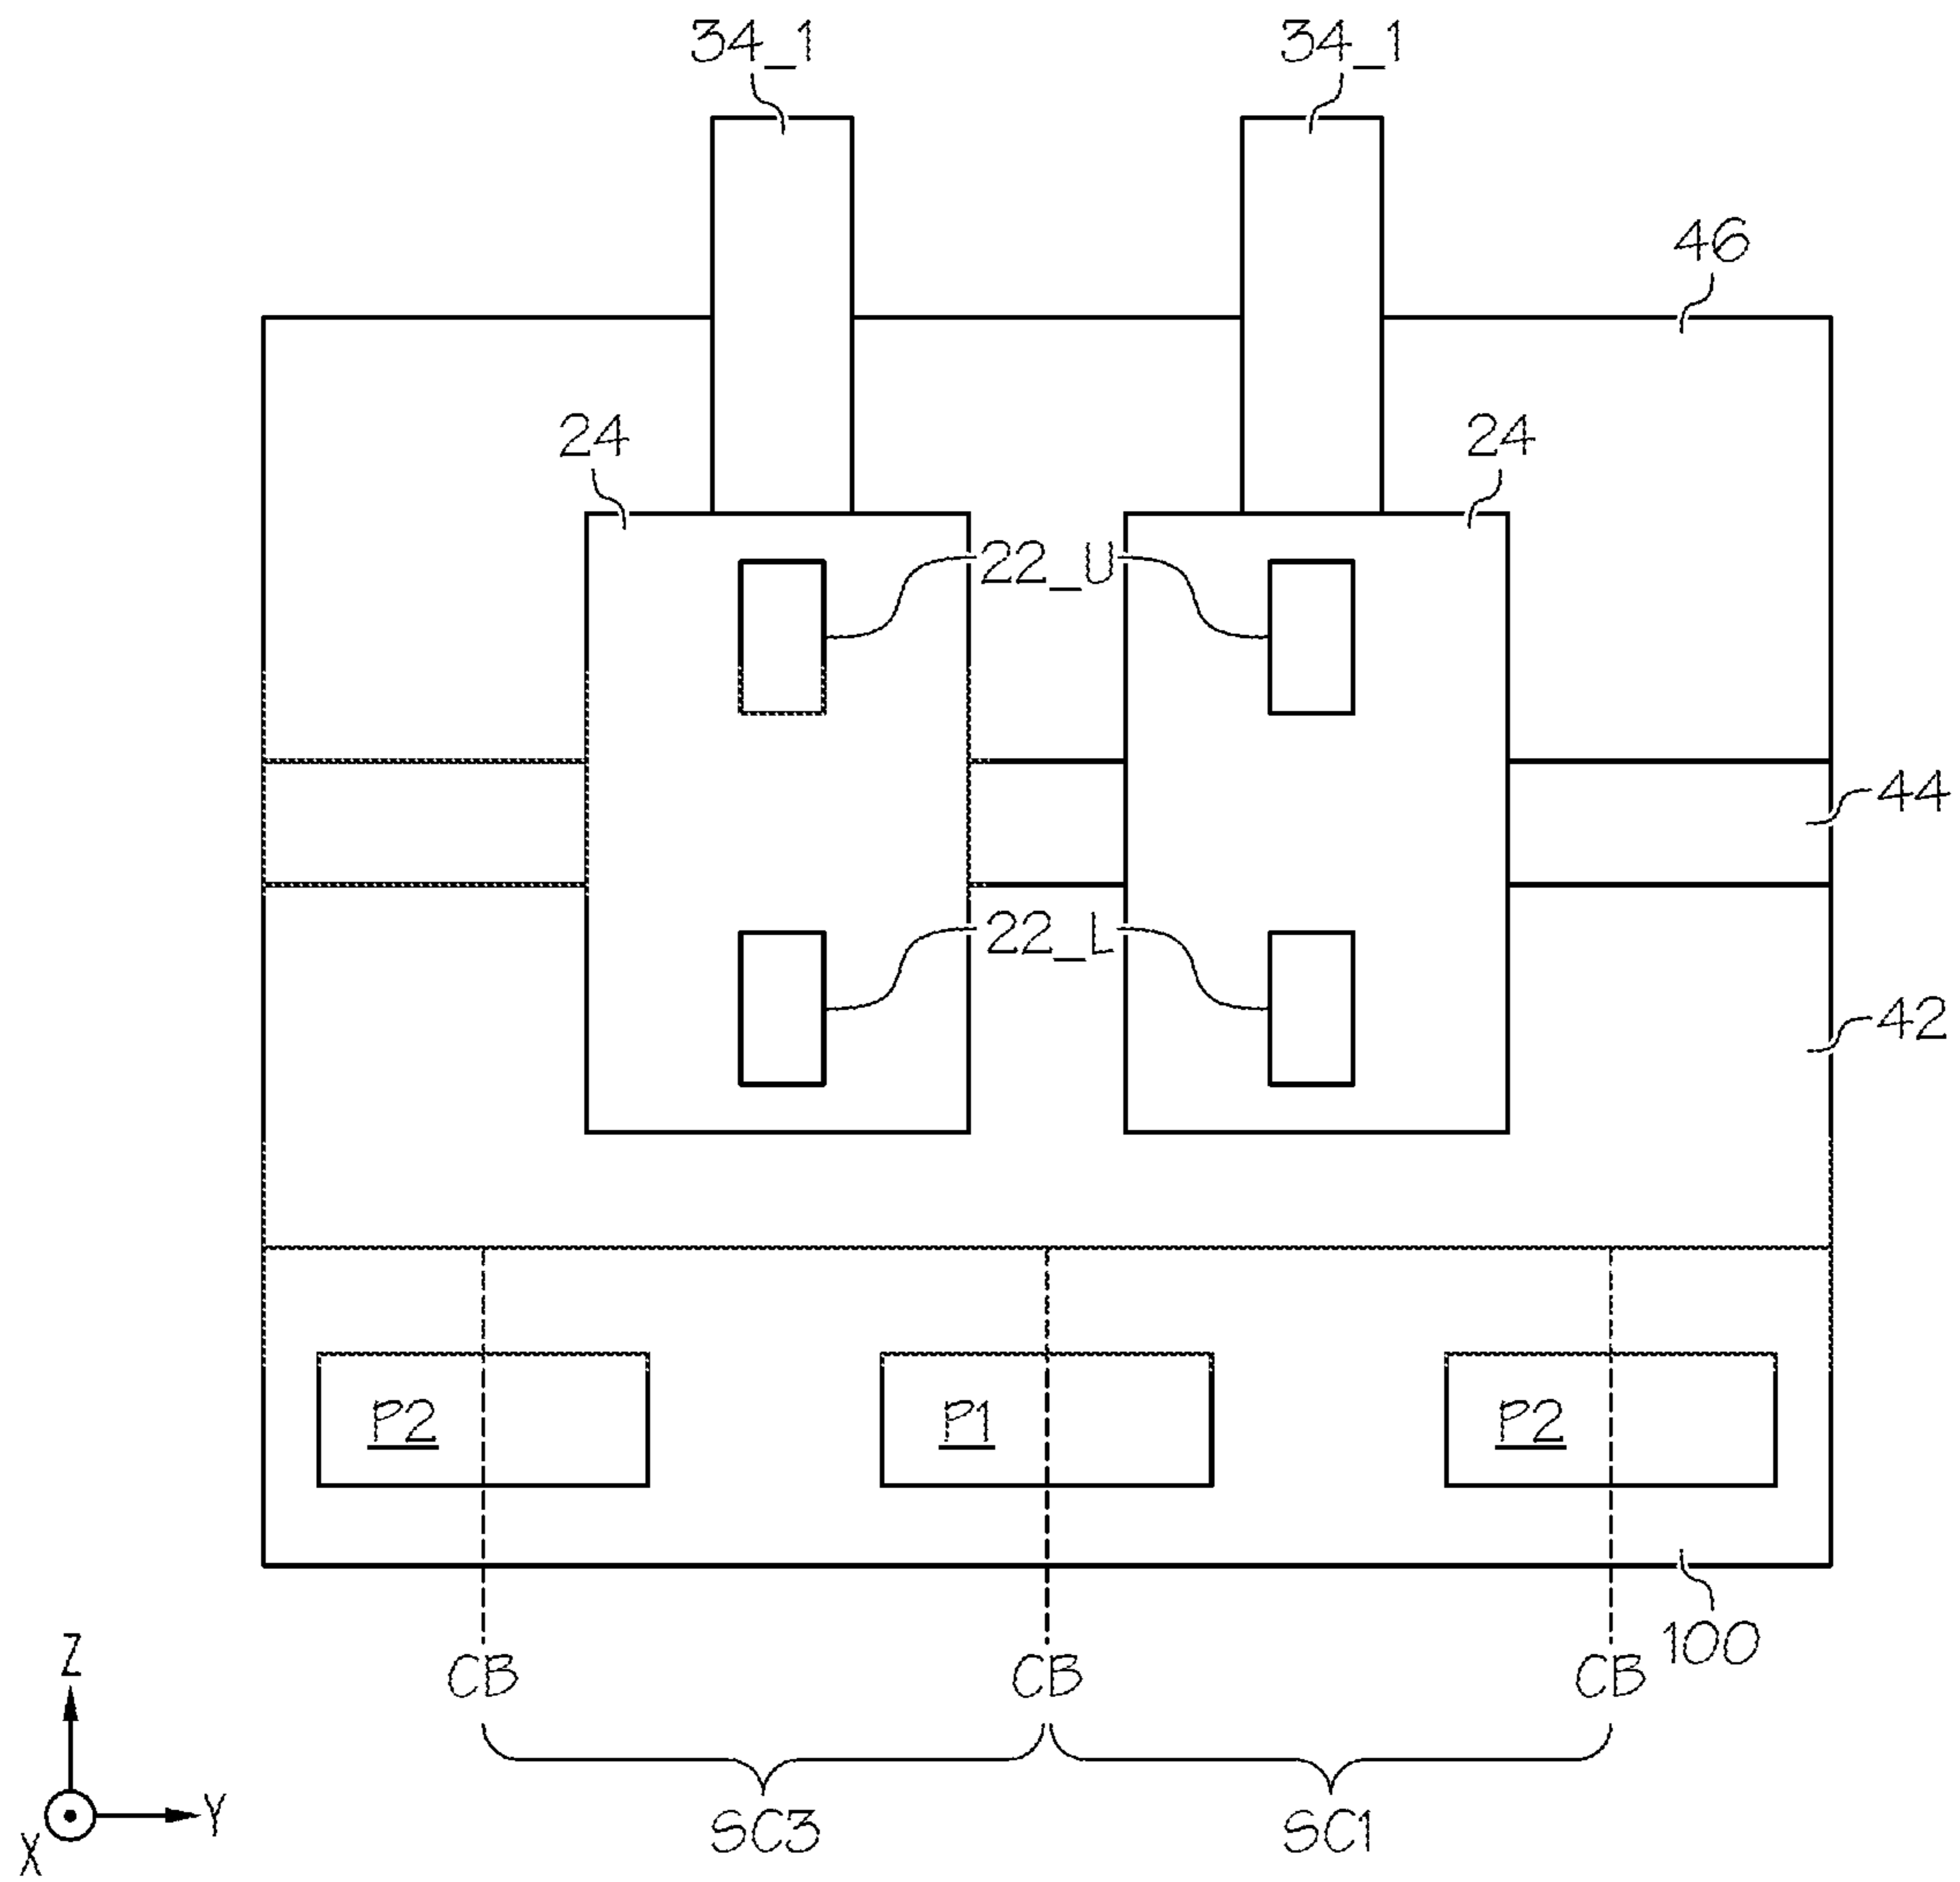 34_1 34_1
46
24 24
22_U
44
22_L
42
P2 P1 P2
100
CB CB CB
Z
Y
X
SC3 SC1